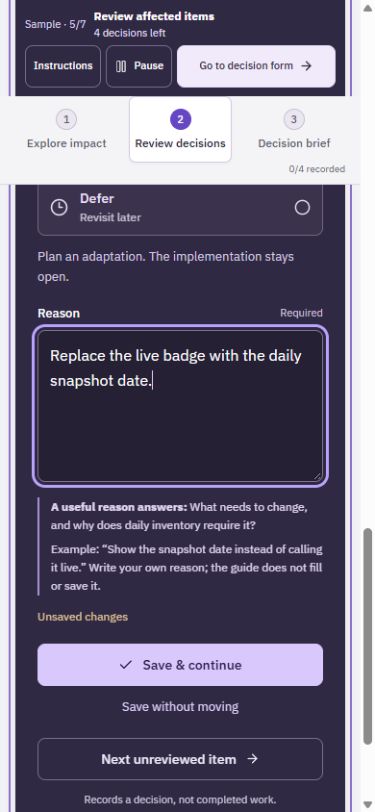 Sample · 5/7
Review affected items
4 decisions left
Instructions
Pause
Go to decision form →
1
Explore impact
2
Review decisions
3
Decision brief
0/4 recorded
Defer
Revisit later
Plan an adaptation. The implementation stays
open.
Reason
Required
Replace the live badge with the daily
snapshot date.
A useful reason answers: What needs to change,
and why does daily inventory require it?
Example: “Show the snapshot date instead of calling
it live.” Write your own reason; the guide does not fill
or save it.
Unsaved changes
Save & continue
Save without moving
Next unreviewed item →
Records a decision, not completed work.